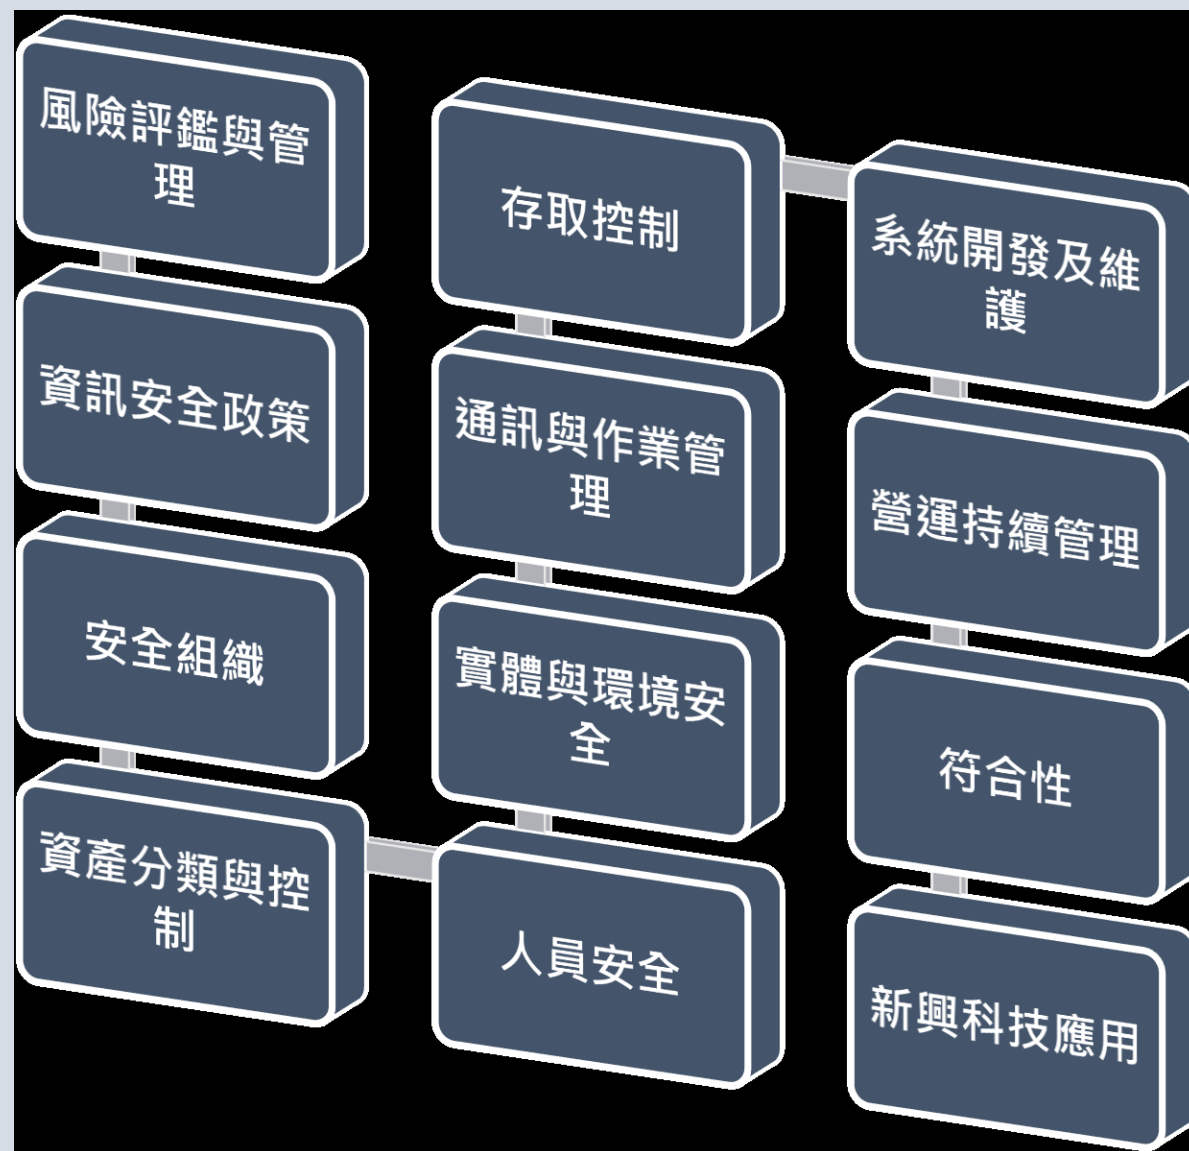 風險評鑑與管
理
資訊安全政策
安全組織
資產分類與控
制
人員安全
實體與環境安
全
通訊與作業管
理
存取控制
系統開發及維
護
營運持續管理
符合性
新興科技應用